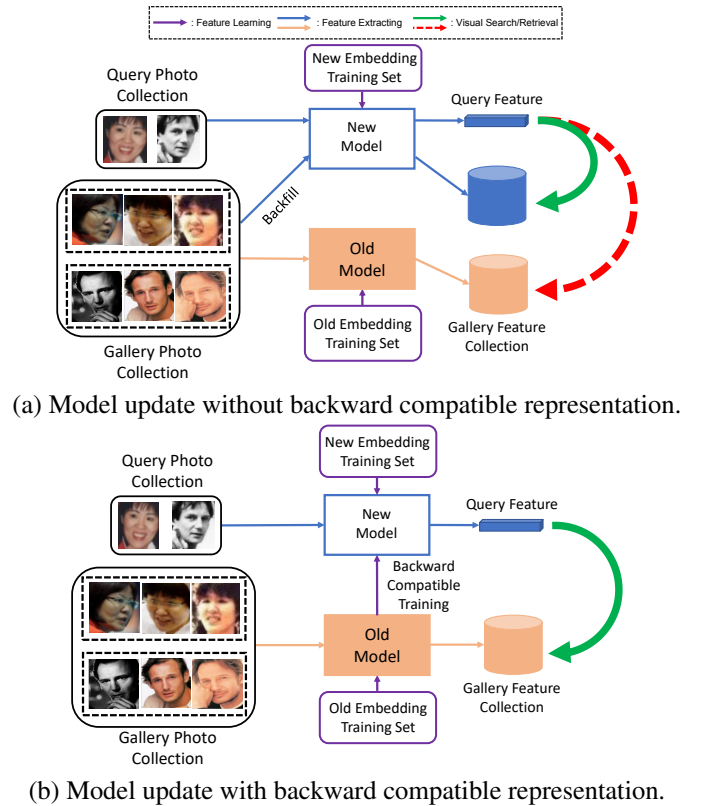 : Feature Learning
: Feature Extracting
: Visual Search/Retrieval
Query Photo
Collection
New Embedding
Training Set
Query Feature
New
Model
Backfill
Old
Model
Old Embedding
Training Set
Gallery Feature
Collection
Gallery Photo
Collection
(a) Model update without backward compatible representation.
Query Photo
Collection
New Embedding
Training Set
Query Feature
New
Model
Backward
Compatible
Training
Old
Model
Gallery Feature
Collection
Old Embedding
Training Set
Gallery Photo
Collection
(b) Model update with backward compatible representation.